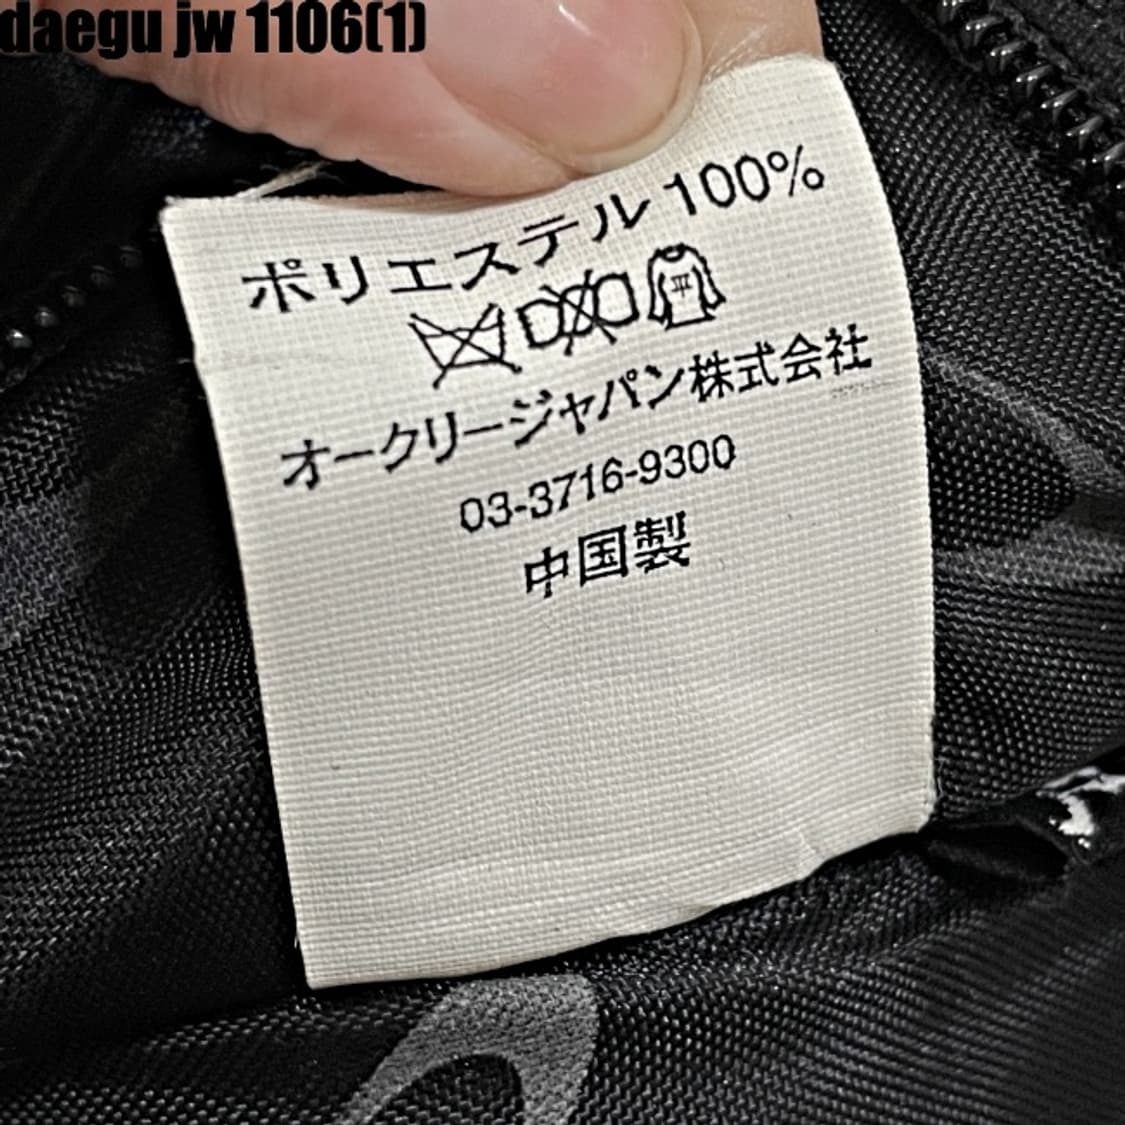 daegu jw 1106(1)
ポリエステル 100%
平
オークリージャパン株式会社
03-3716-9300
中国製